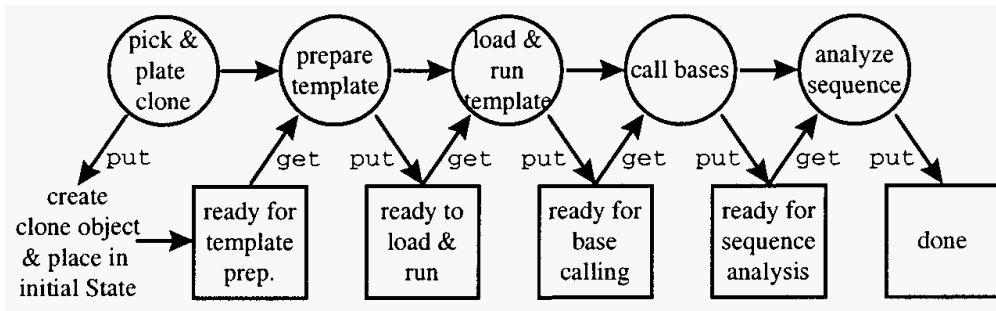 pick &
plate
clone
prepare
template
load &
run
template
call bases
analyze
sequence
put
get
put
get
put
get
put
get
put
create
clone object
& place in
initial State
ready for
template
prep.
ready to
load &
run
ready for
base
calling
ready for
sequence
analysis
done